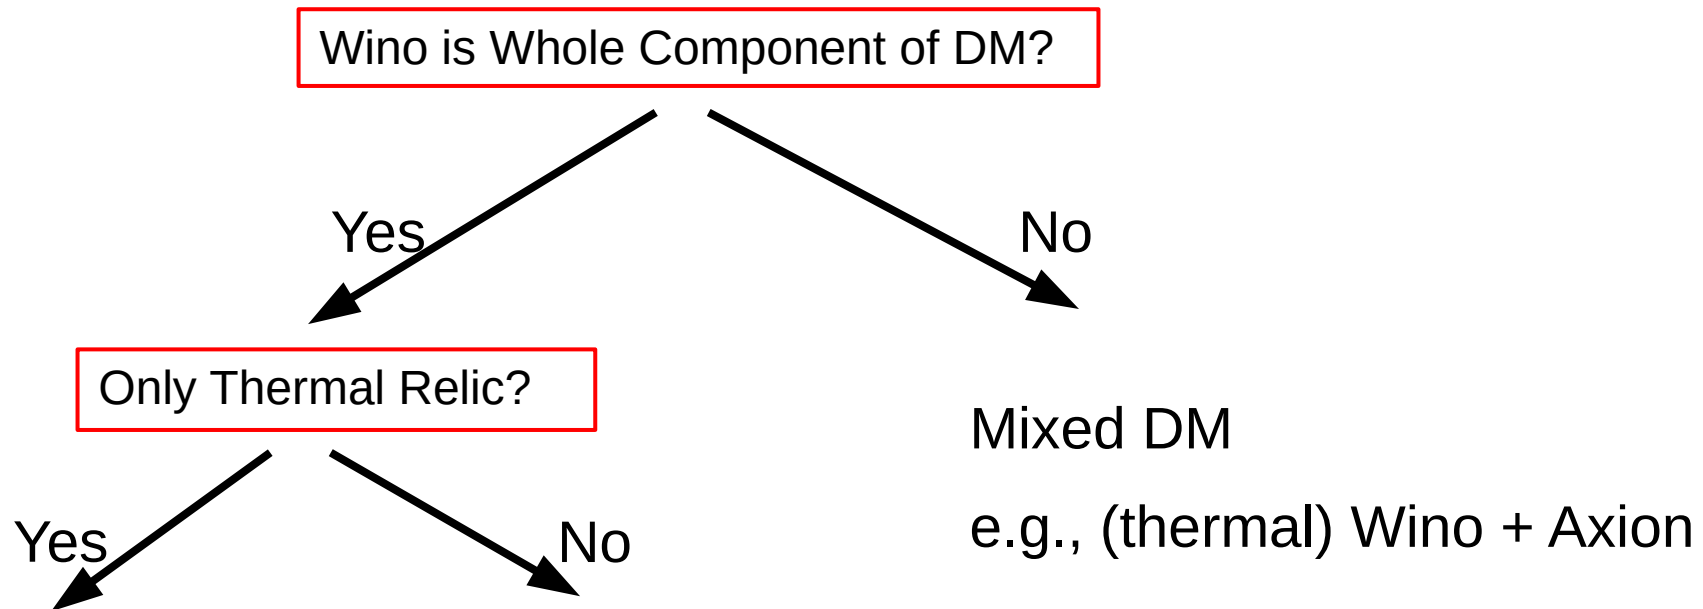 Wino is Whole Component of DM?
Yes
No
Only Thermal Relic?
Mixed DM
e.g., (thermal) Wino + Axion
Yes
No